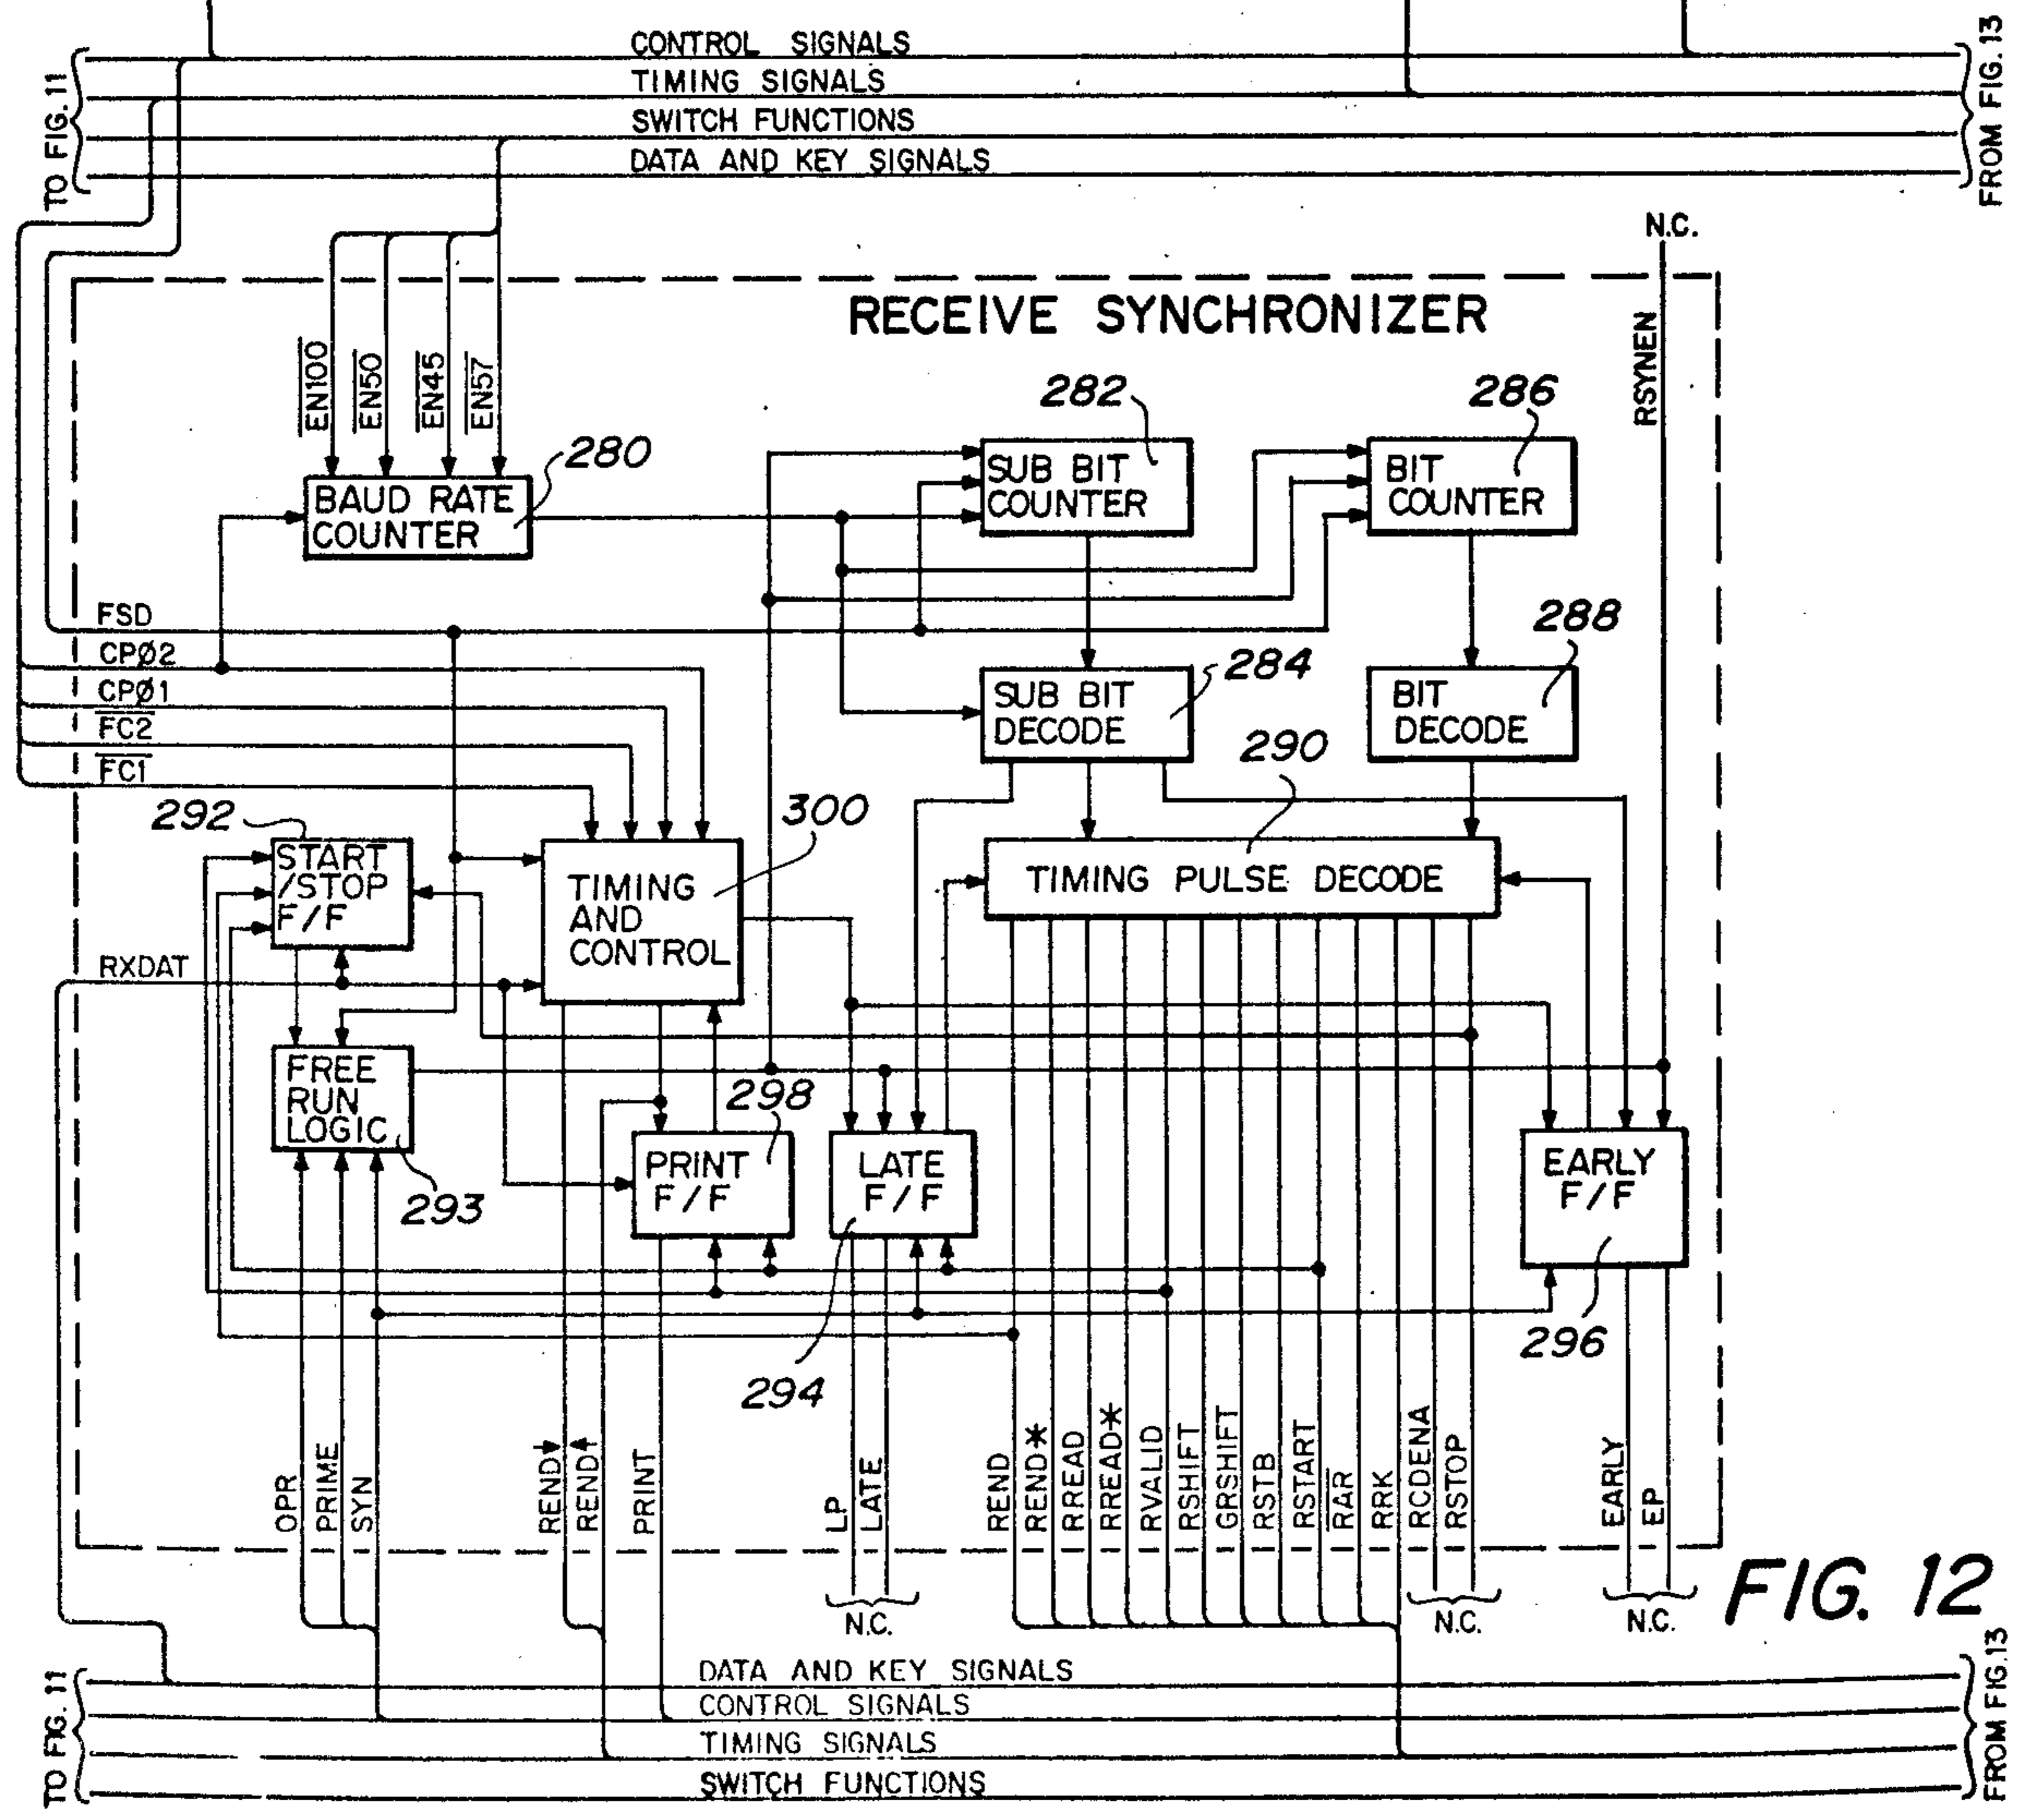 CONTROL SIGNALS
TIMING SIGNALS
SWITCH FUNCTIONS
DATA AND KEY SIGNALS
TO FIG. 11
FROM FIG. 13
N.C.
RECEIVE SYNCHRONIZER
RSYNEN
EN100
EN50
EN45
EN57
280
282
286
BAUD RATE
COUNTER
SUB BIT
COUNTER
BIT
COUNTER
FSD
CPØ2
CPØ1
FC2
FC1
284
288
SUB BIT
DECODE
BIT
DECODE
290
292
300
START
/STOP
F/F
TIMING
AND
CONTROL
TIMING PULSE DECODE
RXDAT
FREE
RUN
LOGIC
293
298
PRINT
F/F
LATE
F/F
EARLY
F/F
294
296
OPR
PRIME
SYN
REND↓
REND↑
PRINT
LP
LATE
REND
REND*
RREAD
RREAD*
RVALID
RSHIFT
GRSHIFT
RSTB
RSTART
RAR
RRK
RCDENA
RSTOP
EARLY
EP
N.C.
N.C.
N.C.
FIG. 12
DATA AND KEY SIGNALS
CONTROL SIGNALS
TIMING SIGNALS
SWITCH FUNCTIONS
TO FIG. 11
FROM FIG.13